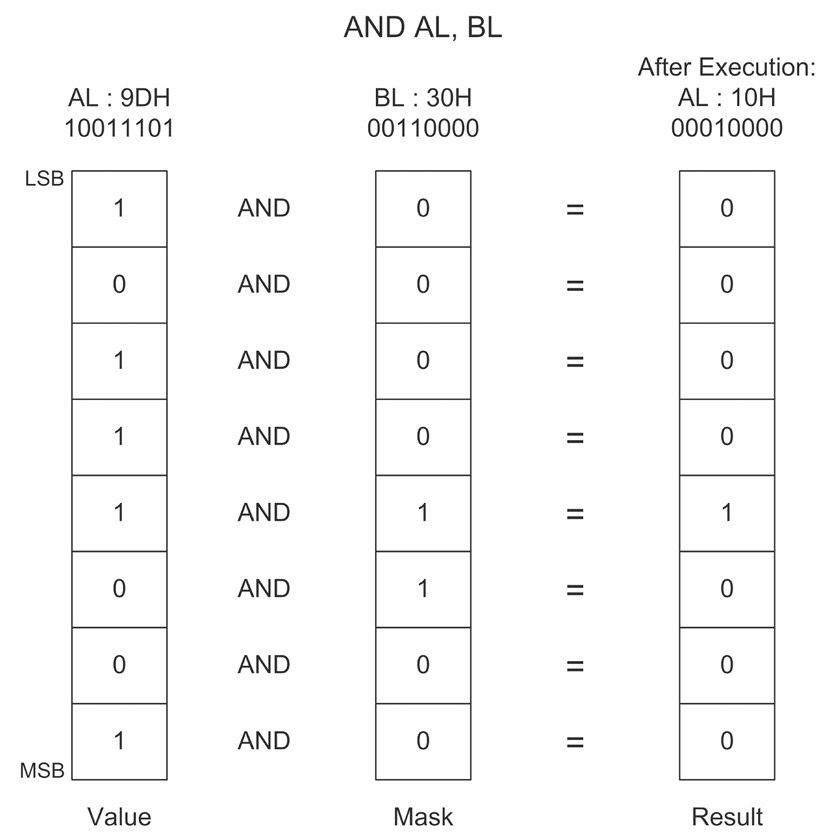 AND AL, BL
After Execution:
AL : 9DH BL : 30H AL : 10H
10011101 00110000 00010000
LSB
1 AND 0 = 0
0 AND 0 = 0
1 AND 0 = 0
1 AND 0 = 0
1 AND 1 = 1
0 AND 1 = 0
0 AND 0 = 0
1 AND 0 = 0
MSB
Value Mask Result